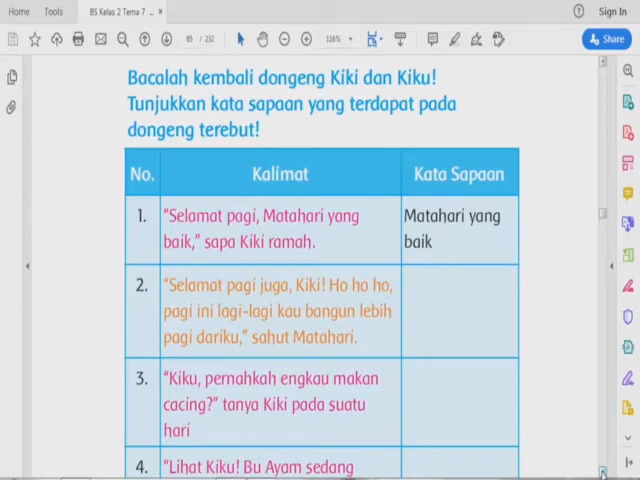 Home Tools BS Kelas 2 Tema 7 ... × Sign In
85 / 232 116% Share
Bacalah kembali dongeng Kiki dan Kiku!
Tunjukkan kata sapaan yang terdapat pada
dongeng terebut!
No. Kalimat Kata Sapaan
1. “Selamat pagi, Matahari yang Matahari yang
baik,” sapa Kiki ramah. baik
2. “Selamat pagi juga, Kiki! Ho ho ho,
pagi ini lagi-lagi kau bangun lebih
pagi dariku,” sahut Matahari.
3. “Kiku, pernahkah engkau makan
cacing?” tanya Kiki pada suatu
hari
4. “Lihat Kiku! Bu Ayam sedang